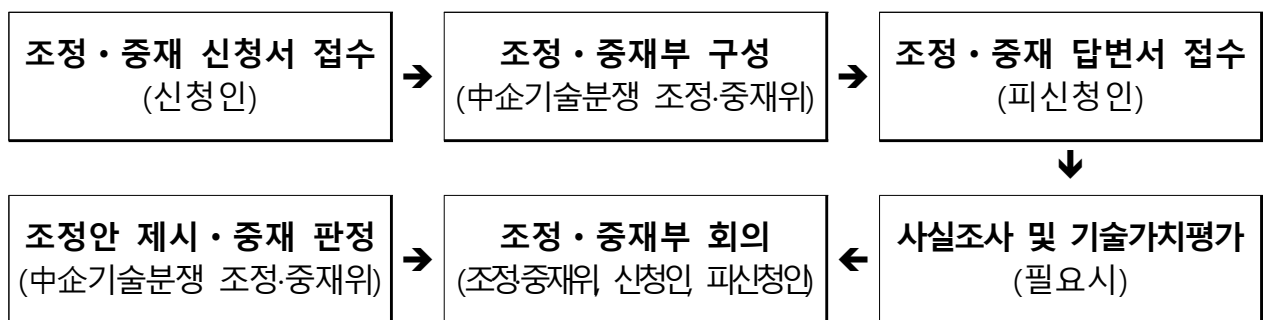 조정・중재 신청서 접수
(신청인)
➔
조정・중재부 구성
(中企기술분쟁 조정·중재위)
➔
조정・중재 답변서 접수
(피신청인)
🡻
조정안 제시・중재 판정
(中企기술분쟁 조정·중재위)
➔
조정・중재부 회의
(조정·중재위, 신청인, 피신청인)
🡸
사실조사 및 기술가치평가
(필요시)